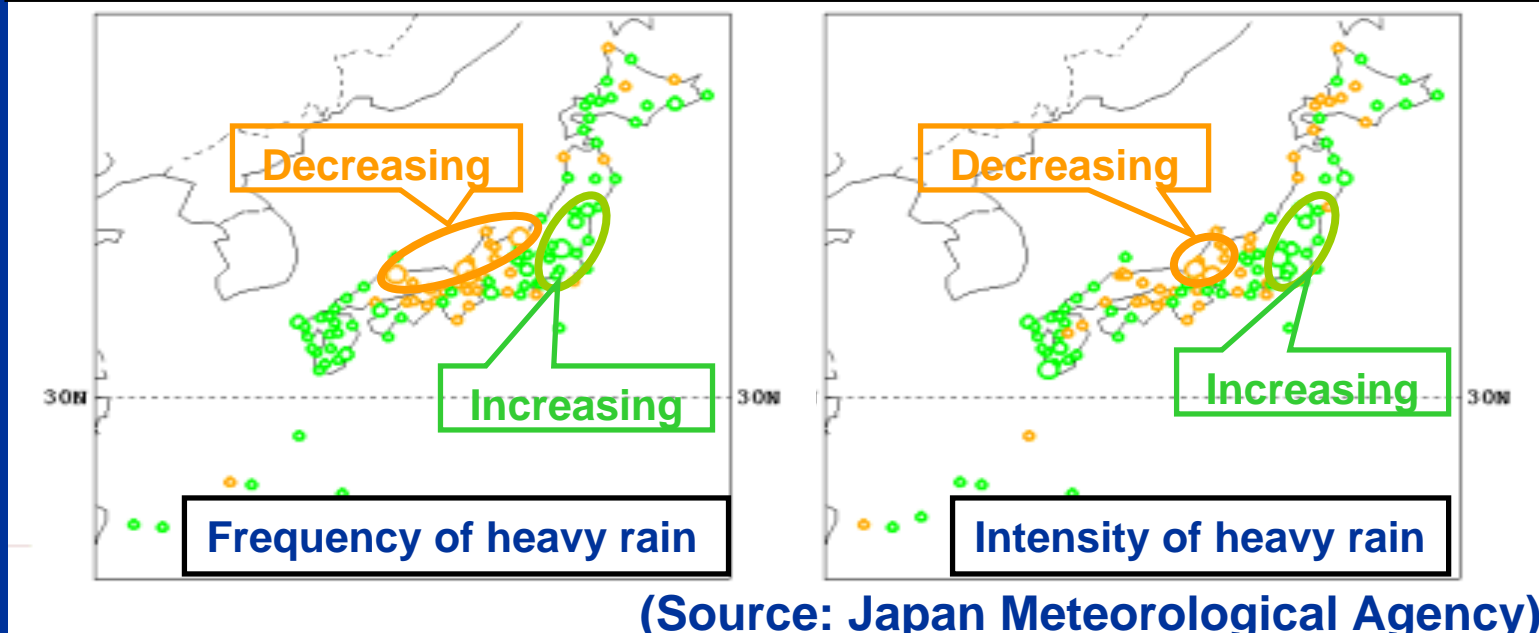 Decreasing
Decreasing
Increasing
Increasing
30N
30N
30N
Frequency of heavy rain
Intensity of heavy rain
(Source: Japan Meteorological Agency)